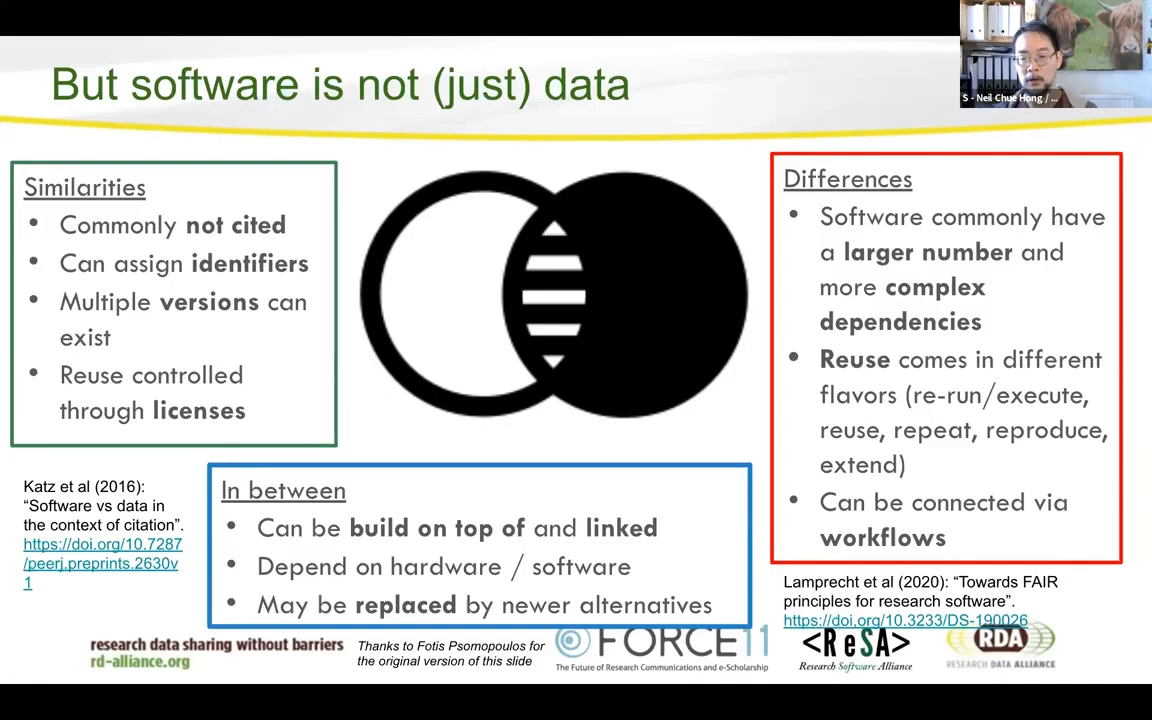 But software is not (just) data
S - Neil Chue Hong / ...
Similarities
• Commonly not cited
• Can assign identifiers
• Multiple versions can
exist
• Reuse controlled
through licenses
Differences
• Software commonly have
a larger number and
more complex
dependencies
• Reuse comes in different
flavors (re-run/execute,
reuse, repeat, reproduce,
extend)
• Can be connected via
workflows
In between
• Can be build on top of and linked
• Depend on hardware / software
• May be replaced by newer alternatives
Katz et al (2016):
“Software vs data in
the context of citation”.
https://doi.org/10.7287
/peerj.preprints.2630v
1
Lamprecht et al (2020): “Towards FAIR
principles for research software”.
https://doi.org/10.3233/DS-190026
research data sharing without barriers
rd-alliance.org
Thanks to Fotis Psomopoulos for
the original version of this slide
FORCE11
The Future of Research Communications and e-Scholarship
<ReSA>
Research Software Alliance
RDA
RESEARCH DATA ALLIANCE